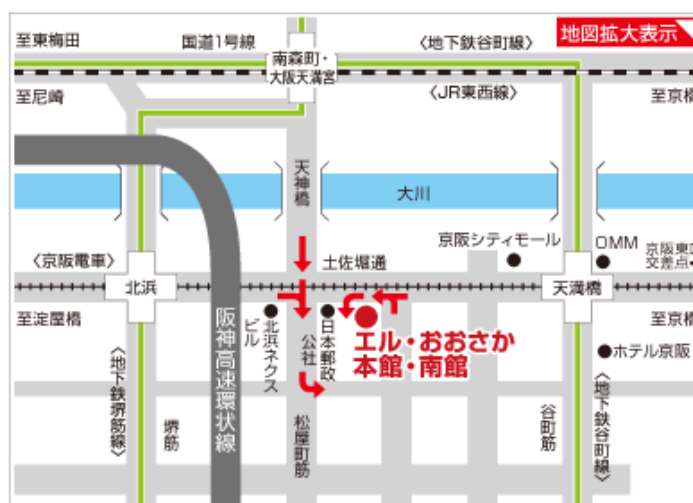 地図拡大表示
至東梅田
国道1号線
〈地下鉄谷町線〉
南森町・
大阪天満宮
至尼崎
〈JR東西線〉
至京橋
天神橋
大川
京阪シティモール
OMM
〈京阪電車〉
土佐堀通
京阪東口
交差点
北浜
天満橋
至淀屋橋
至京橋
阪神高速環状線
北浜ネクス
ビル
日本郵政
公社
エル・おおさか
本館・南館
ホテル京阪
〈地下鉄堺筋線〉
堺筋
松屋町筋
谷町筋
〈地下鉄谷町線〉